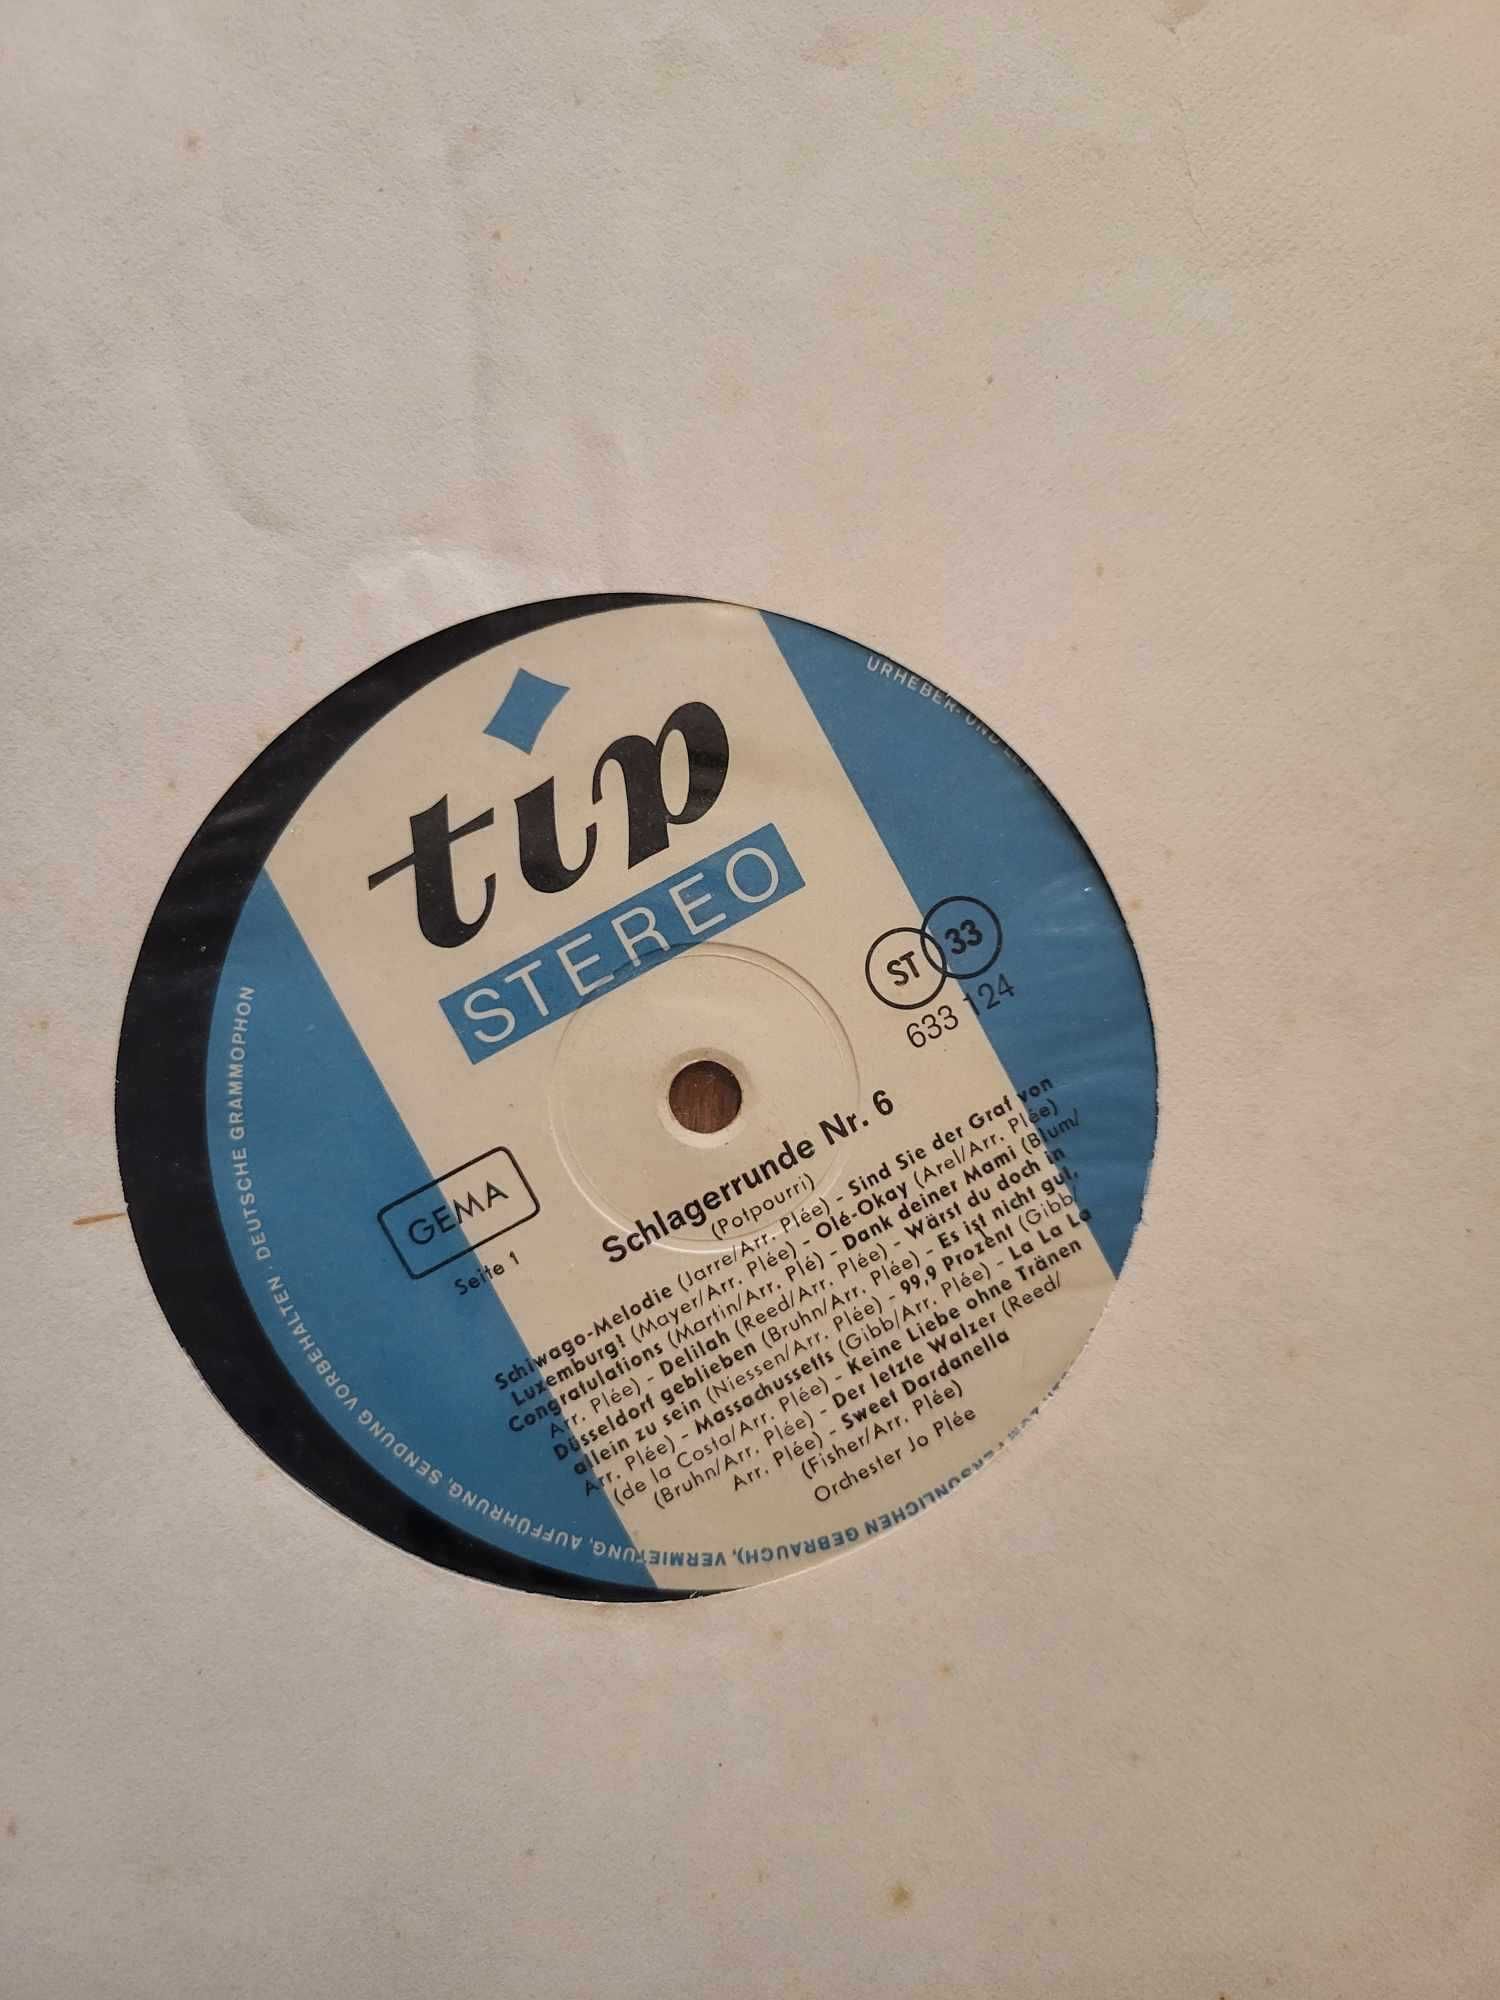 tip
STEREO
ST 33
633 124
GEMA
Seite 1
Schlagerrunde Nr. 6
(Potpourri)
Schiwago-Melodie (Jarre/Arr. Plée) - Sind Sie der Graf von
Luxemburg? (Mayer/Arr. Plée) - Olé-Okay (Arel/Arr. Plée)
Congratulations (Martin/Arr. Plé) - Dank deiner Mami (Blum/
Arr. Plée) - Delilah (Reed/Arr. Plée) - Wärst du doch in
Düsseldorf geblieben (Bruhn/Arr. Plée) - Es ist nicht gut,
allein zu sein (Niessen/Arr. Plée) - 99,9 Prozent (Gibb/
Arr. Plée) - Massachussetts (Gibb/Arr. Plée) - La La La
(de la Costa/Arr. Plée) - Keine Liebe ohne Tränen
(Bruhn/Arr. Plée) - Der letzte Walzer (Reed/
Arr. Plée) - Sweet Dardanella
(Fisher/Arr. Plée)
Orchester Jo Plée
URHEBER- UND
PERSÖNLICHEN GEBRAUCH), VERMIETUNG, AUFFÜHRUNG, SENDUNG VORBEHALTEN · DEUTSCHE GRAMMOPHON